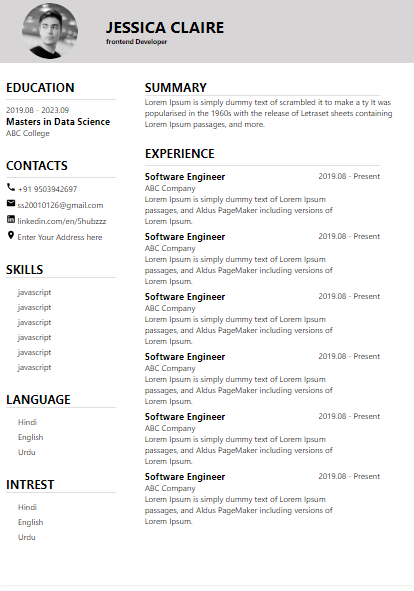 JESSICA CLAIRE
frontend Developer
EDUCATION
2019.08 - 2023.09
Masters in Data Science
ABC College
CONTACTS
+91 9503942697
ss20010126@gmail.com
linkedin.com/en/Shubzzz
Enter Your Address here
SKILLS
javascript
javascript
javascript
javascript
javascript
javascript
LANGUAGE
Hindi
English
Urdu
INTREST
Hindi
English
Urdu
SUMMARY
Lorem Ipsum is simply dummy text of scrambled it to make a ty It was
popularised in the 1960s with the release of Letraset sheets containing
Lorem Ipsum passages, and more.
EXPERIENCE
Software Engineer 2019.08 - Present
ABC Company
Lorem Ipsum is simply dummy text of Lorem Ipsum
passages, and Aldus PageMaker including versions of
Lorem Ipsum.
Software Engineer 2019.08 - Present
ABC Company
Lorem Ipsum is simply dummy text of Lorem Ipsum
passages, and Aldus PageMaker including versions of
Lorem Ipsum.
Software Engineer 2019.08 - Present
ABC Company
Lorem Ipsum is simply dummy text of Lorem Ipsum
passages, and Aldus PageMaker including versions of
Lorem Ipsum.
Software Engineer 2019.08 - Present
ABC Company
Lorem Ipsum is simply dummy text of Lorem Ipsum
passages, and Aldus PageMaker including versions of
Lorem Ipsum.
Software Engineer 2019.08 - Present
ABC Company
Lorem Ipsum is simply dummy text of Lorem Ipsum
passages, and Aldus PageMaker including versions of
Lorem Ipsum.
Software Engineer 2019.08 - Present
ABC Company
Lorem Ipsum is simply dummy text of Lorem Ipsum
passages, and Aldus PageMaker including versions of
Lorem Ipsum.